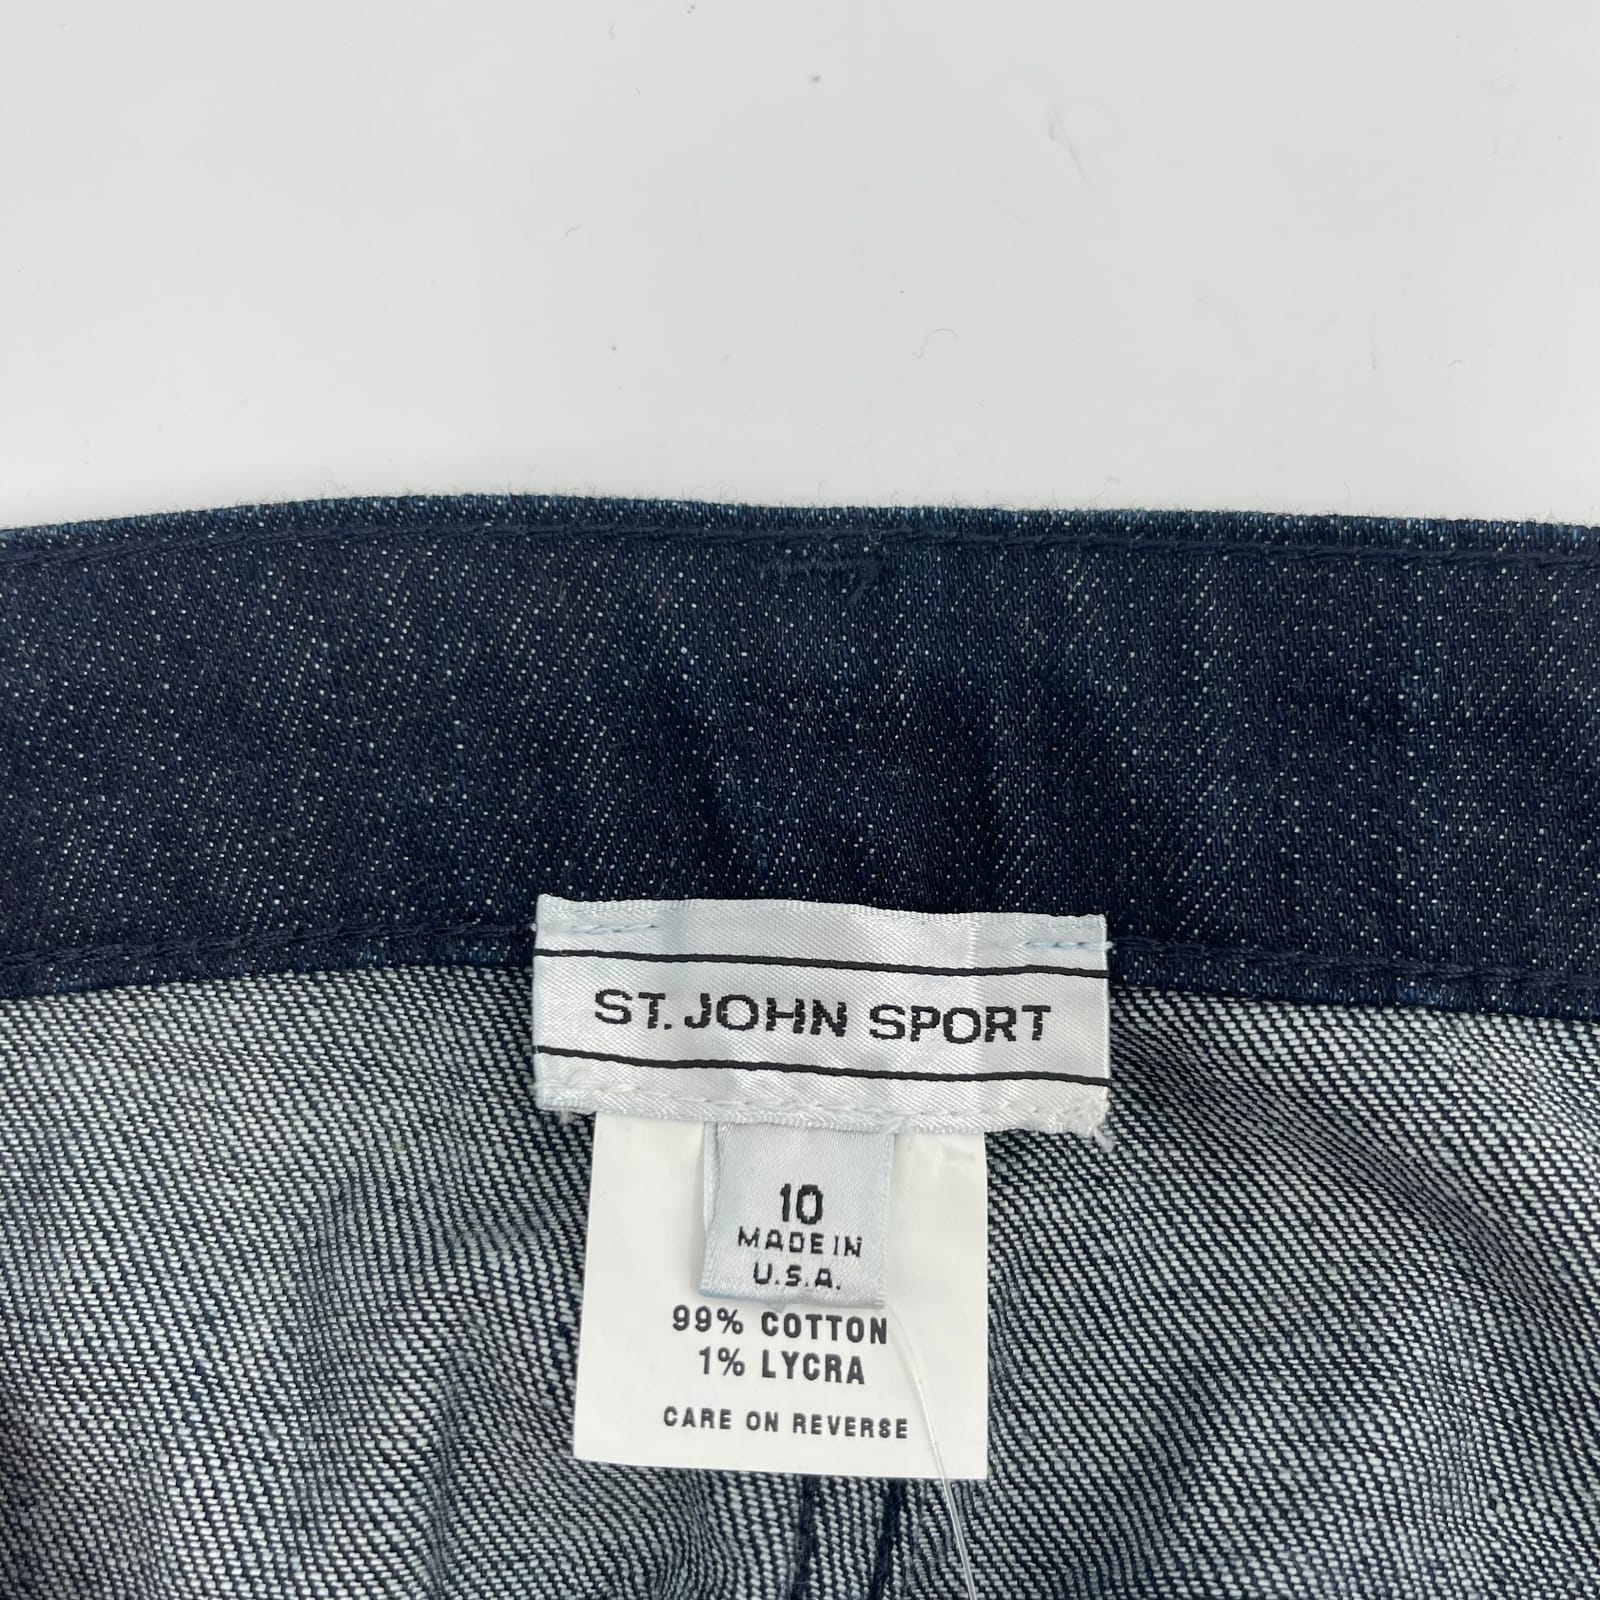 ST. JOHN SPORT
10
MADE IN
U.S.A.
99% COTTON
1% LYCRA
CARE ON REVERSE